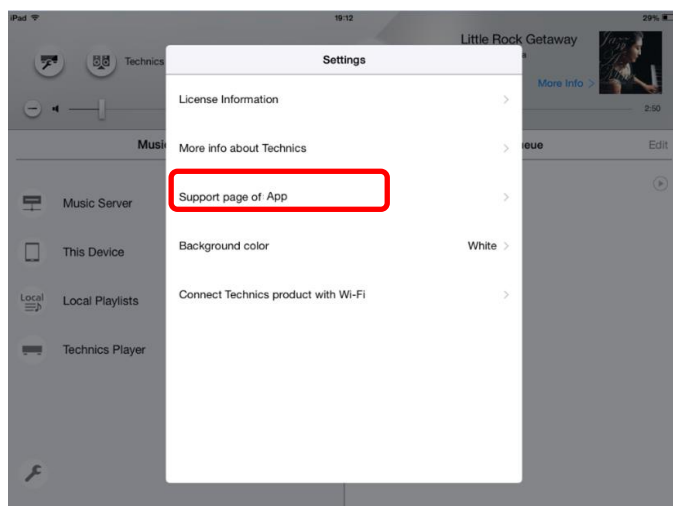 iPad 19:12 29%
Little Rock Getaway
Technics
Settings
More Info >
License Information
2:50
Musi
eue Edit
More info about Technics
Music Server
Support page of App
This Device
Background color White
Local
Local Playlists
Connect Technics product with Wi-Fi
Technics Player